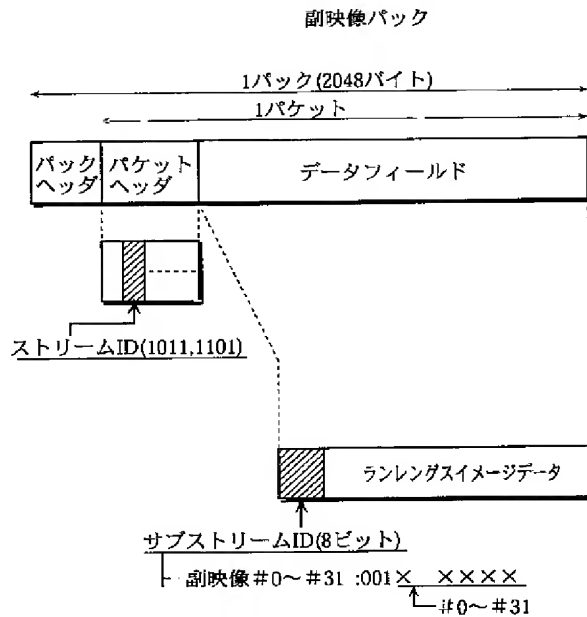 副映像パック
1パック(2048バイト)
1パケット
パック
ヘッダ
パケット
ヘッダ
データフィールド
ストリームID(1011,1101)
ランレングスイメージデータ
サブストリームID(8ビット)
副映像#0〜#31 :001× ××××
#0〜#31